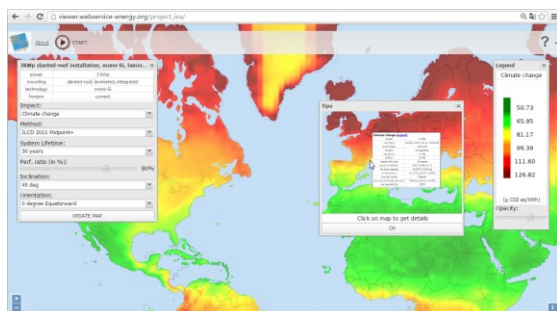 viewer.webservice-energy.org/project_iea/
About
START
?
3kWp slanted-roof installation, mono-Si, lamin...
power
3 kWp
mounting
slanted-roof, laminated, integrated
technology
mono-Si
horizon
current
Impact:
Climate change
Method:
ILCD 2011 Midpoint+
System Lifetime:
30 years
Perf. ratio (in %):
80%
Inclination:
45 deg
Orientation:
0 degree Equatorward
UPDATE MAP
Tips
Click on map to get details
Ok
Legend
Climate change
50.73
65.95
81.17
96.39
111.60
126.82
(g CO2 eq/kWh)
Opacity: